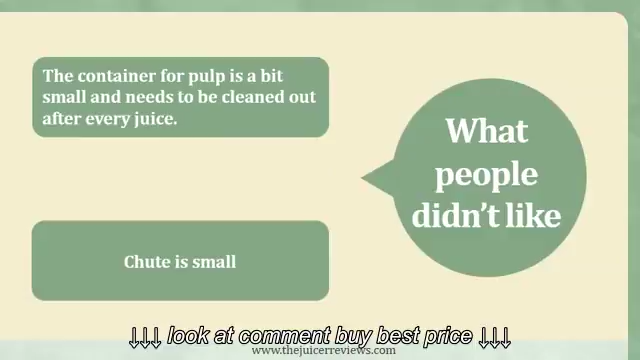 The container for pulp is a bit
small and needs to be cleaned out
after every juice.
What
people
didn't like
Chute is small
↓↓↓ look at comment buy best price ↓↓↓
www.thejuicerreviews.com